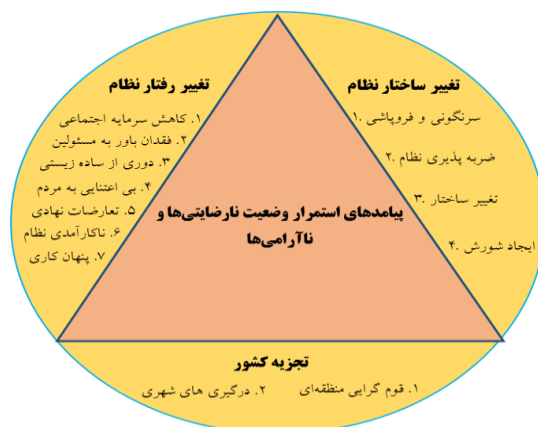 تغییر ساختار نظام
۱. سرنگونی و فروپاشی
۲. ضربه پذیری نظام
۳. تغییر ساختار
۴. ایجاد شورش
تغییر رفتار نظام
۱. کاهش سرمایه اجتماعی
۲. فقدان باور به مسئولین
۳. دوری از ساده زیستی
۴. بی اعتنایی به مردم
۵. تعارضات نهادی
۶. ناکارآمدی نظام
۷. پنهان کاری
پیامدهای استمرار وضعیت نارضایتی‌ها و
ناآرامی‌ها
تجزیه کشور
۱. قوم گرایی منظقه‌ای ۲. درگیری های شهری